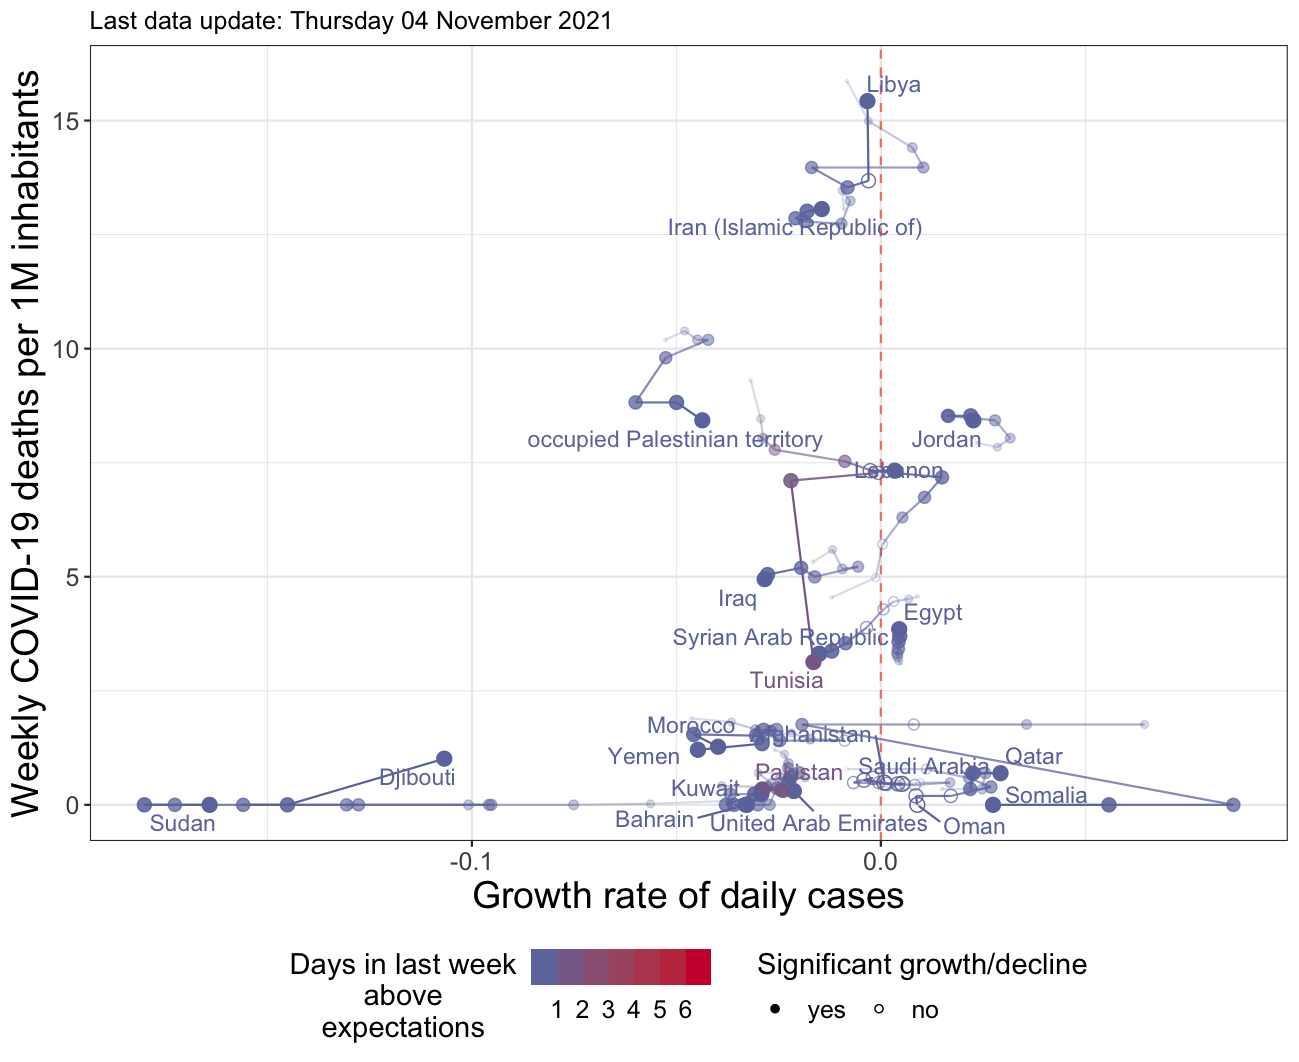 Last data update: Thursday 04 November 2021
Weekly COVID-19 deaths per 1M inhabitants
15
10
5
0
Libya
Iran (Islamic Republic of)
occupied Palestinian territory
Jordan
Lebanon
Iraq
Egypt
Syrian Arab Republic
Tunisia
Morocco
Afghanistan
Yemen
Qatar
Saudi Arabia
Pakistan
Djibouti
Kuwait
Somalia
Sudan
Bahrain
United Arab Emirates
Oman
-0.1
0.0
Growth rate of daily cases
Days in last week
above
expectations
1 2 3 4 5 6
Significant growth/decline
yes
no